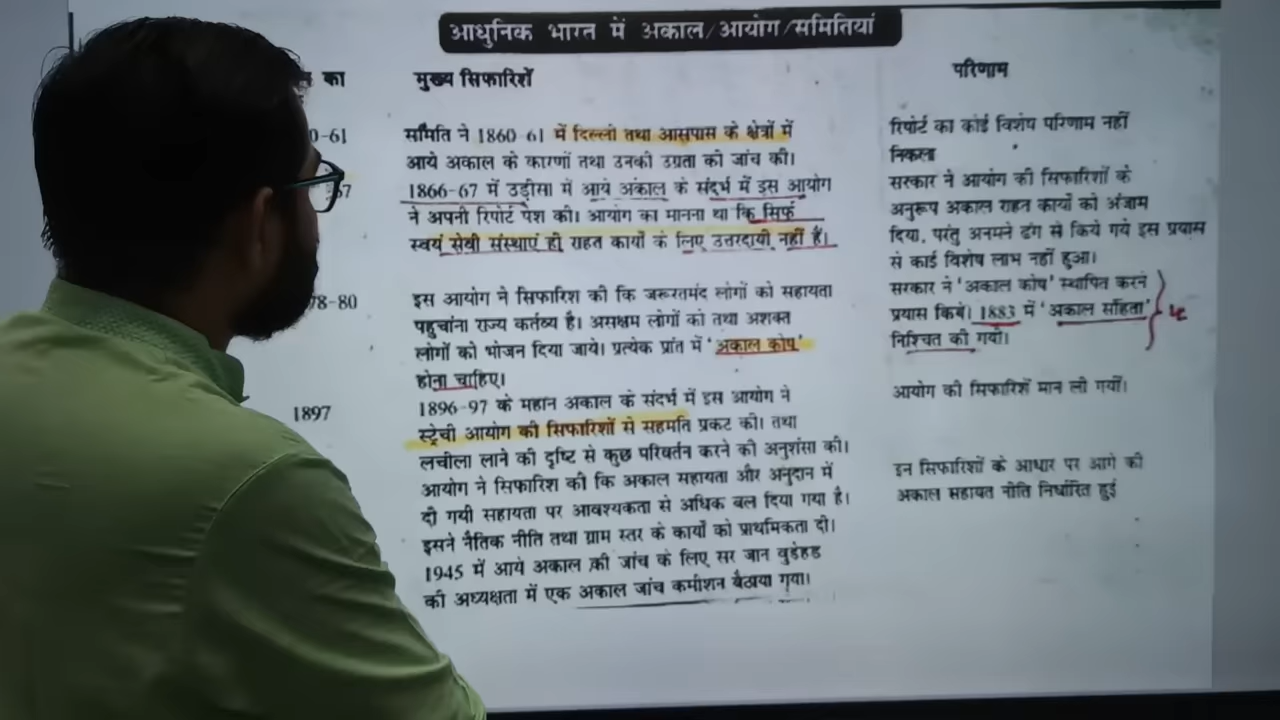 आधुनिक भारत में अकाल/आयोग/समितियां
का
मुख्य सिफारिशें
परिणाम
0-61
समिति ने 1860-61 में दिल्ली तथा आसपास के क्षेत्रों में
आये अकाल के कारणों तथा उनकी उग्रता की जांच की।
67
1866-67 में उड़ीसा में आये अकाल के संदर्भ में इस आयोग
ने अपनी रिपोर्ट पेश की। आयोग का मानना था कि सिर्फ
स्वयं सेवी संस्थाएं ही राहत कार्यों के लिए उत्तरदायी नहीं हैं।
78-80
इस आयोग ने सिफारिश की कि जरूरतमंद लोगों को सहायता
पहुचांना राज्य कर्तव्य है। असक्षम लोगों को तथा अशक्त
लोगों को भोजन दिया जाये। प्रत्येक प्रांत में 'अकाल कोष'
होना चाहिए।
1897
1896-97 के महान अकाल के संदर्भ में इस आयोग ने
स्ट्रेची आयोग की सिफारिशों से सहमति प्रकट की। तथा
लचीला लाने की दृष्टि से कुछ परिवर्तन करने की अनुशंसा की।
आयोग ने सिफारिश की कि अकाल सहायता और अनुदान में
दी गयी सहायता पर आवश्यकता से अधिक बल दिया गया है।
इसने नैतिक नीति तथा ग्राम स्तर के कार्यों को प्राथमिकता दी।
1945 में आये अकाल की जांच के लिए सर जान वुडेहड
की अध्यक्षता में एक अकाल जांच कमीशन बैठाया गया।
रिपोर्ट का कोई विशेष परिणाम नहीं
निकला
सरकार ने आयोग की सिफारिशों के
अनुरूप अकाल राहत कार्यों को अंजाम
दिया, परंतु अनमने ढंग से किये गये इस प्रयास
से कोई विशेष लाभ नहीं हुआ।
सरकार ने 'अकाल कोष' स्थापित करने
प्रयास किये। 1883 में 'अकाल संहिता'
निश्चित की गयी।
आयोग की सिफारिशें मान ली गयीं।
इन सिफारिशों के आधार पर आगे की
अकाल सहायत नीति निर्धारित हुई